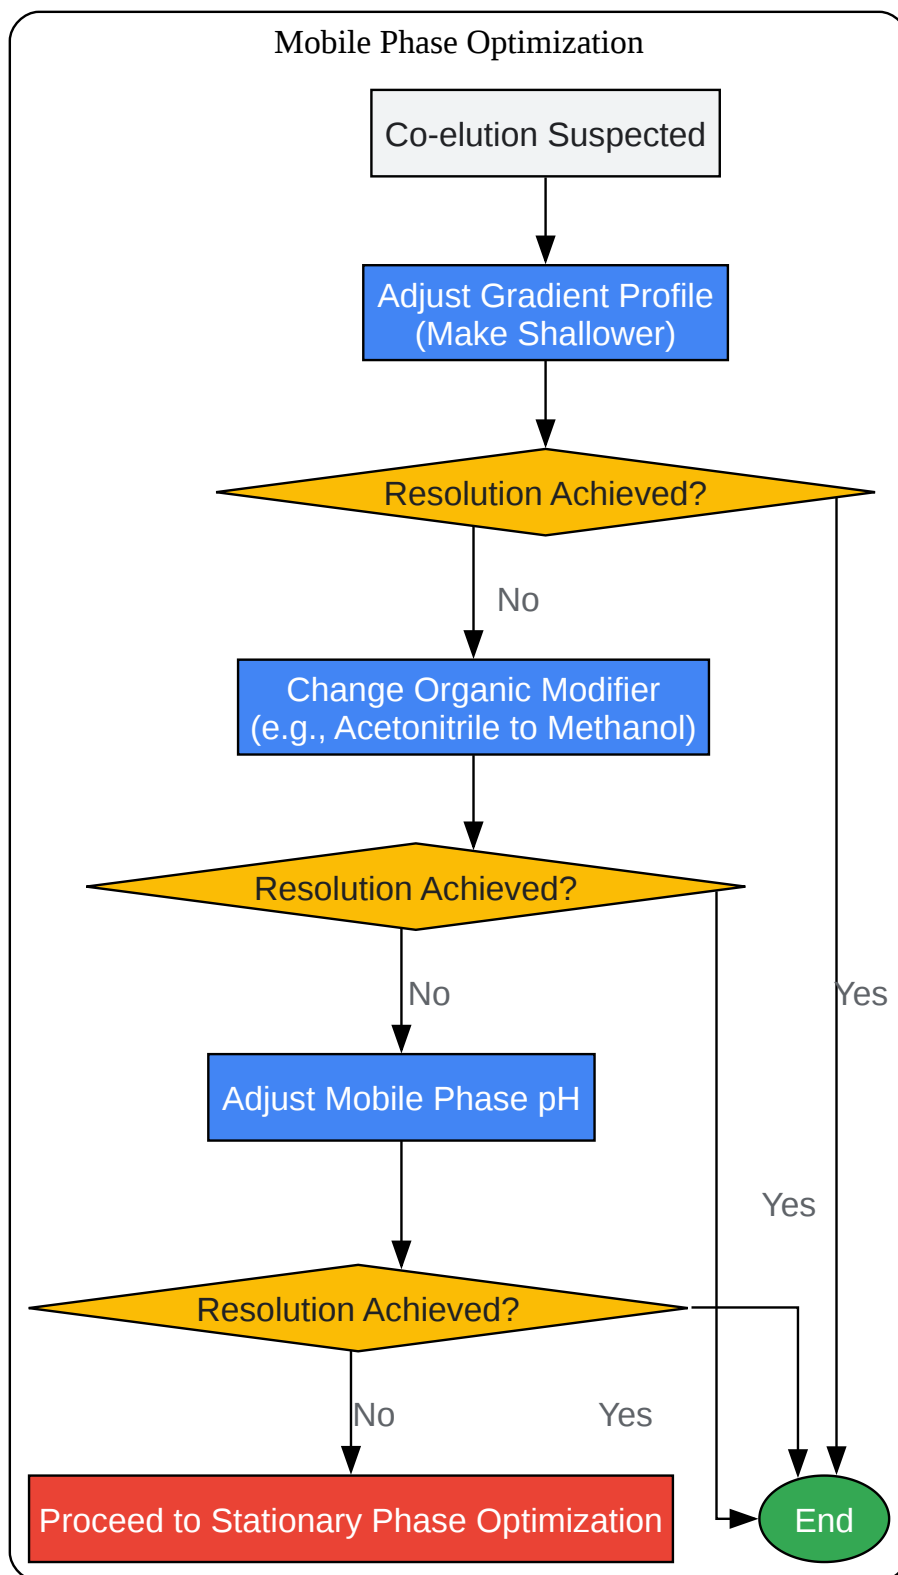 Mobile Phase Optimization
Co-elution Suspected
Adjust Gradient Profile
(Make Shallower)
Resolution Achieved?
No
Change Organic Modifier
(e.g., Acetonitrile to Methanol)
Resolution Achieved?
No
Yes
Adjust Mobile Phase pH
Yes
Resolution Achieved?
No
Yes
Proceed to Stationary Phase Optimization
End